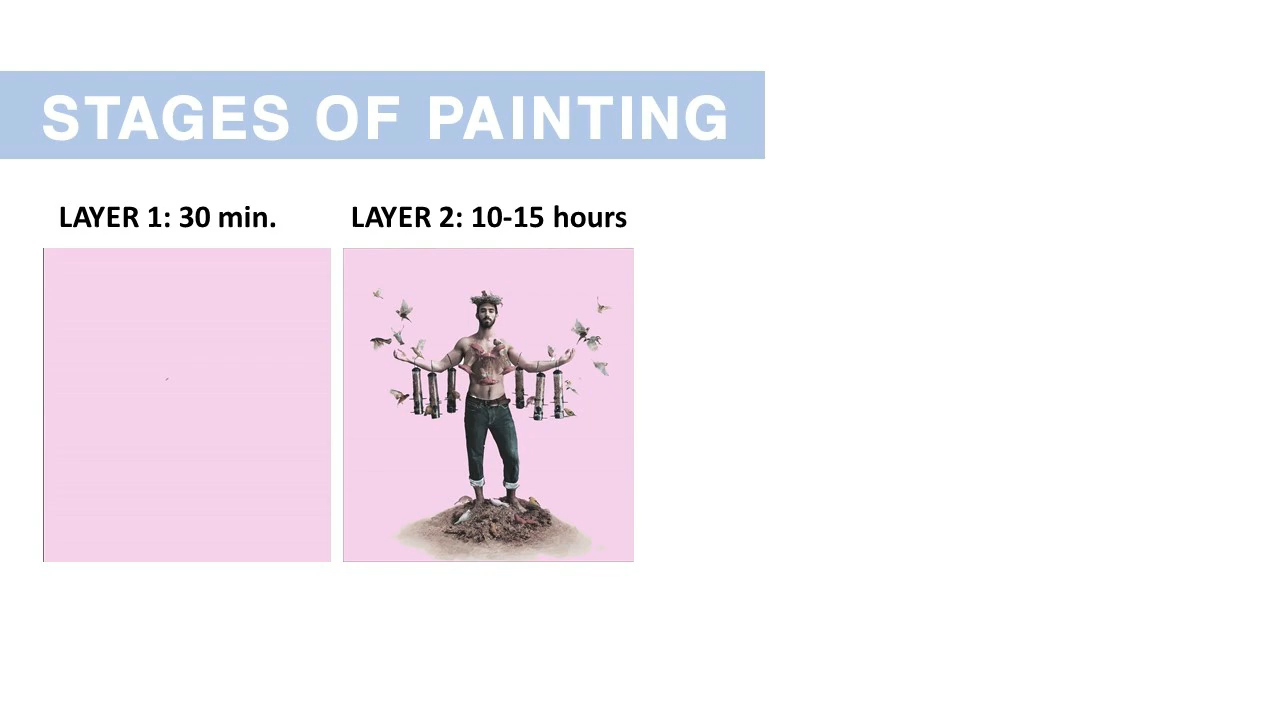 STAGES OF PAINTING
LAYER 1: 30 min.
LAYER 2: 10-15 hours